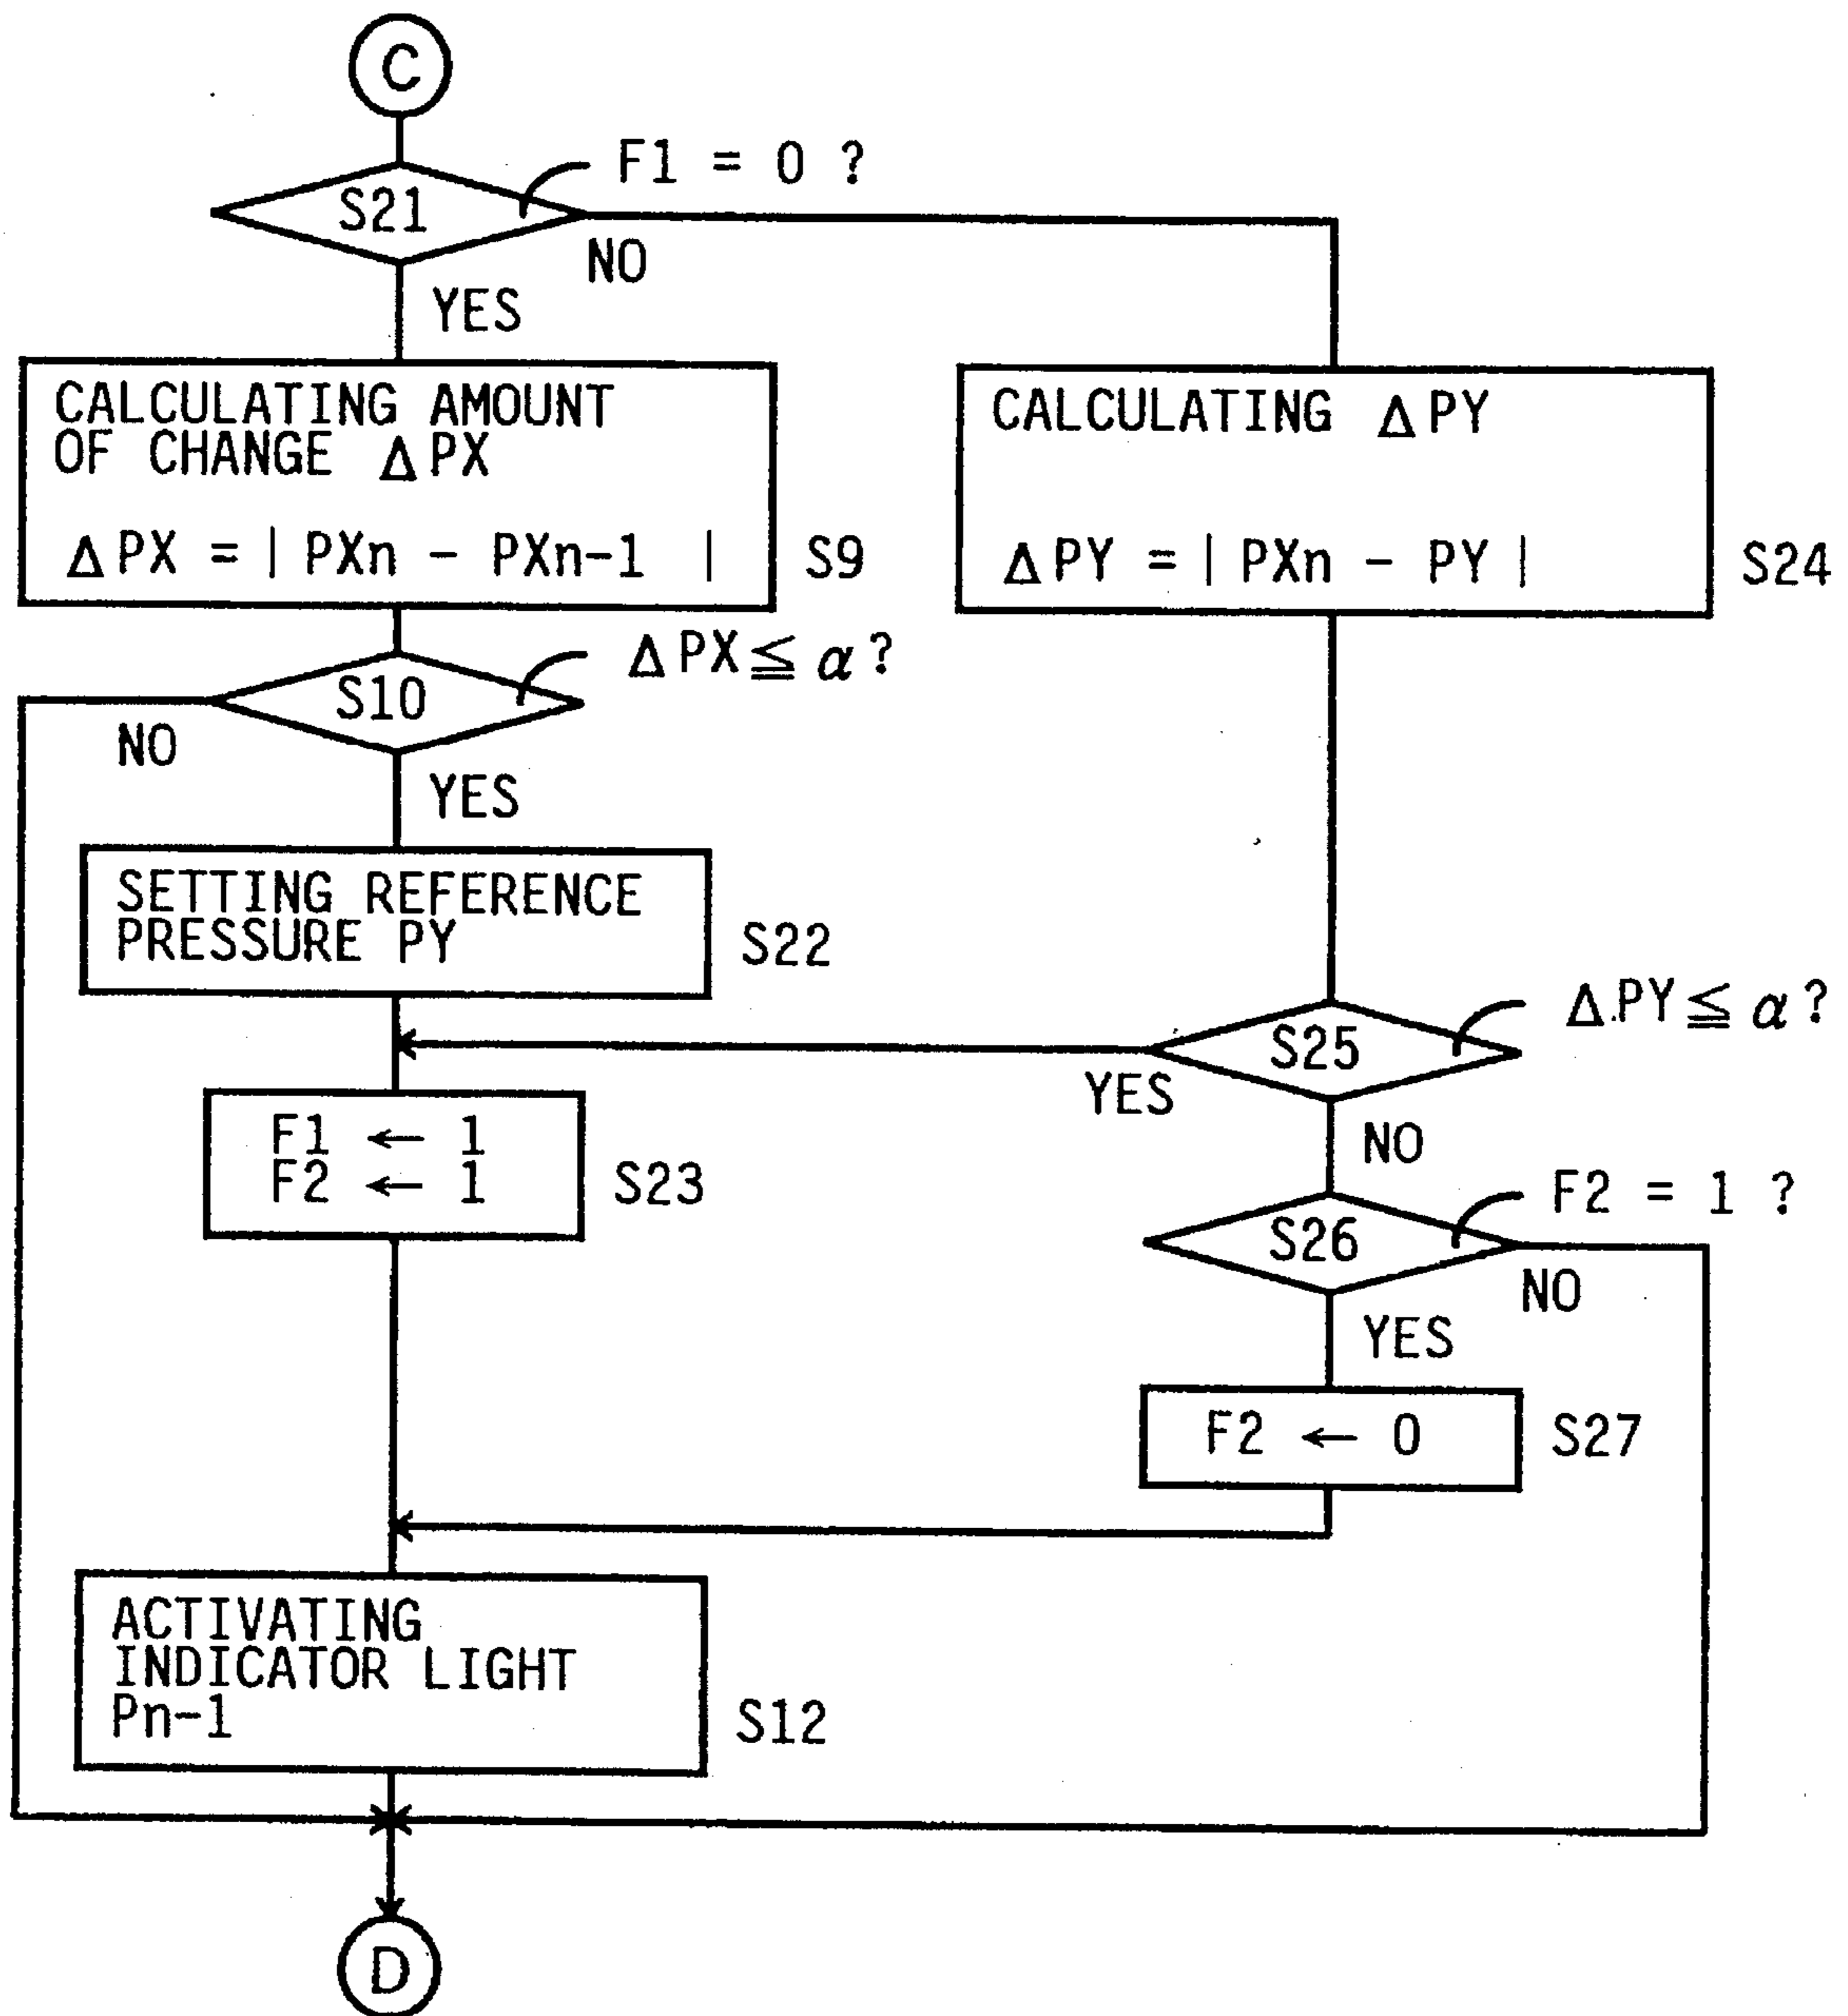 C
F1 = 0 ?
S21
NO
YES
CALCULATING AMOUNT
OF CHANGE ΔPX
ΔPX = | PXn - PXn-1 |
S9
CALCULATING ΔPY
ΔPY = | PXn - PY |
S24
ΔPX ≦ α ?
S10
NO
YES
SETTING REFERENCE
PRESSURE PY
S22
ΔPY ≦ α ?
S25
YES
NO
F1 ← 1
F2 ← 1
S23
F2 = 1 ?
S26
NO
YES
F2 ← 0
S27
ACTIVATING
INDICATOR LIGHT
Pn-1
S12
D